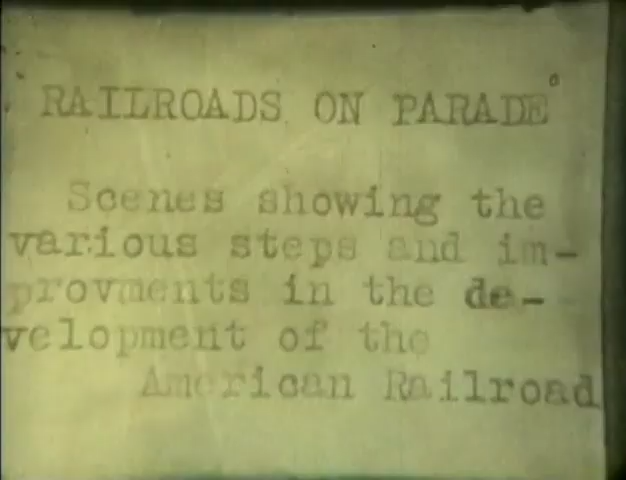 "RAILROADS ON PARADE"
Scenes showing the
various steps and im-
provments in the de-
velopment of the
American Railroad